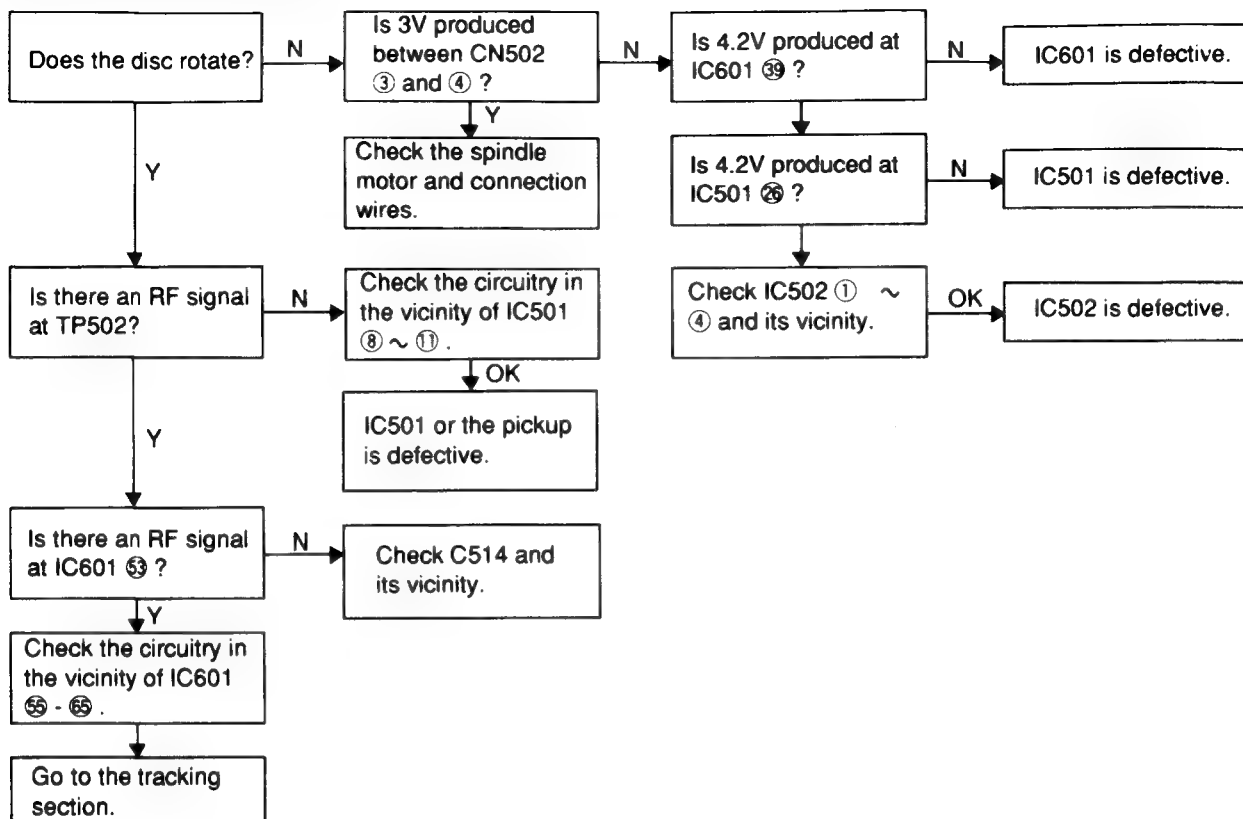 Does the disc rotate?
N
Is 3V produced
between CN502
③ and ④ ?
N
Is 4.2V produced at
IC601 ㊴ ?
N
IC601 is defective.
Y
Check the spindle
motor and connection
wires.
Is 4.2V produced at
IC501 ㉖ ?
N
IC501 is defective.
Y
Is there an RF signal
at TP502?
N
Check the circuitry in
the vicinity of IC501
⑧ ~ ⑪ .
Check IC502 ① ~
④ and its vicinity.
OK
IC502 is defective.
OK
IC501 or the pickup
is defective.
Y
Is there an RF signal
at IC601 53 ?
N
Check C514 and
its vicinity.
Y
Check the circuitry in
the vicinity of IC601
55 - 65 .
Go to the tracking
section.